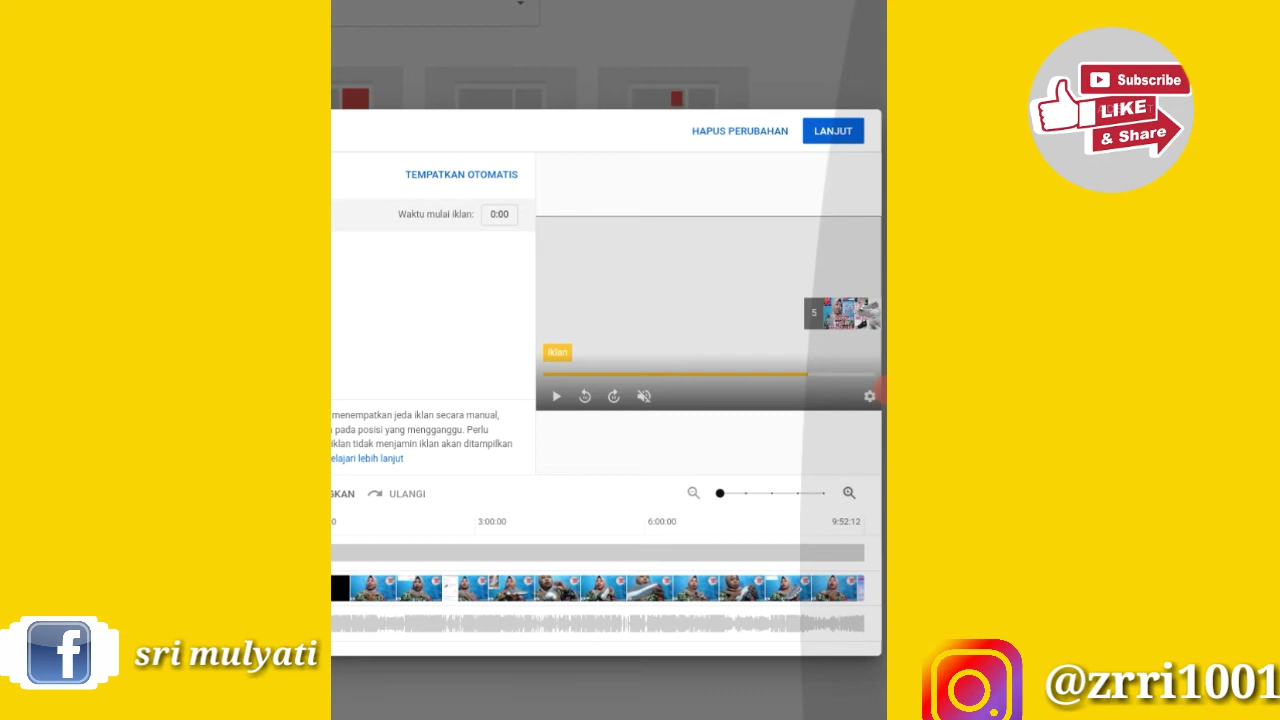 Subscribe
LIKE
& Share
HAPUS PERUBAHAN
LANJUT
TEMPATKAN OTOMATIS
Waktu mulai iklan: 0:00
5
Iklan
menempatkan jeda iklan secara manual,
pada posisi yang mengganggu. Perlu
iklan tidak menjamin iklan akan ditampilkan
elajari lebih lanjut
GKAN
ULANGI
0
3:00:00
6:00:00
9:52:12
f
sri mulyati
@zrri1001